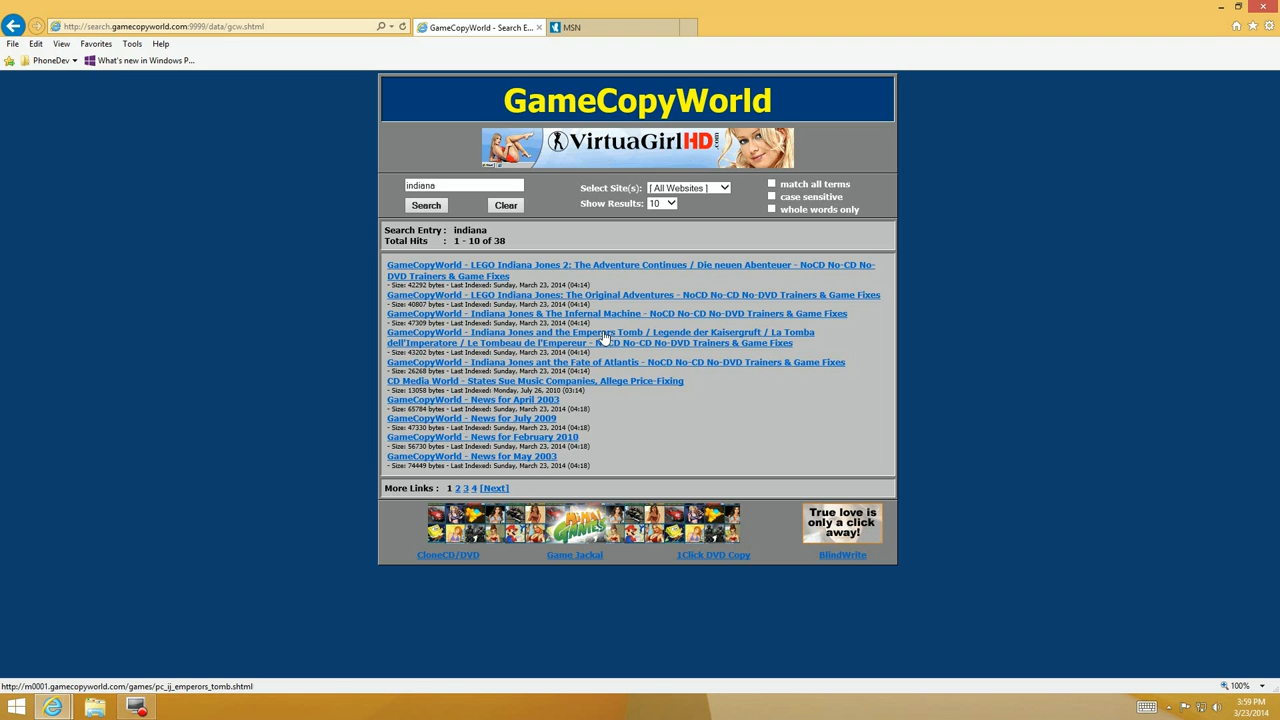 http://search.gamecopyworld.com:9999/data/gcw.shtml
GameCopyWorld - Search E...
MSN
File Edit View Favorites Tools Help
PhoneDev
What's new in Windows P...
GameCopyWorld
VirtuaGirlHD.com
indiana
Select Site(s): [ All Websites ]
match all terms
case sensitive
Search Clear
Show Results: 10
whole words only
Search Entry : indiana
Total Hits : 1 - 10 of 38
GameCopyWorld - LEGO Indiana Jones 2: The Adventure Continues / Die neuen Abenteuer - NoCD No-CD No-
DVD Trainers & Game Fixes
- Size: 42292 bytes - Last Indexed: Sunday, March 23, 2014 (04:14)
GameCopyWorld - LEGO Indiana Jones: The Original Adventures - NoCD No-CD No-DVD Trainers & Game Fixes
- Size: 40807 bytes - Last Indexed: Sunday, March 23, 2014 (04:14)
GameCopyWorld - Indiana Jones & The Infernal Machine - NoCD No-CD No-DVD Trainers & Game Fixes
- Size: 47309 bytes - Last Indexed: Sunday, March 23, 2014 (04:14)
GameCopyWorld - Indiana Jones and the Emperors Tomb / Legende der Kaisergruft / La Tomba
dell'Imperatore / Le Tombeau de l'Empereur - NoCD No-CD No-DVD Trainers & Game Fixes
- Size: 43202 bytes - Last Indexed: Sunday, March 23, 2014 (04:14)
GameCopyWorld - Indiana Jones ant the Fate of Atlantis - NoCD No-CD No-DVD Trainers & Game Fixes
- Size: 26268 bytes - Last Indexed: Sunday, March 23, 2014 (04:14)
CD Media World - States Sue Music Companies, Allege Price-Fixing
- Size: 13058 bytes - Last Indexed: Monday, July 26, 2010 (03:14)
GameCopyWorld - News for April 2003
- Size: 65784 bytes - Last Indexed: Sunday, March 23, 2014 (04:18)
GameCopyWorld - News for July 2009
- Size: 47330 bytes - Last Indexed: Sunday, March 23, 2014 (04:18)
GameCopyWorld - News for February 2010
- Size: 56730 bytes - Last Indexed: Sunday, March 23, 2014 (04:18)
GameCopyWorld - News for May 2003
- Size: 74449 bytes - Last Indexed: Sunday, March 23, 2014 (04:18)
More Links : 1 2 3 4 [Next]
True love is
only a click
away!
CloneCD/DVD Game Jackal 1Click DVD Copy BlindWrite
http://m0001.gamecopyworld.com/games/pc_ij_emperors_tomb.shtml
100%
3:59 PM
3/23/2014